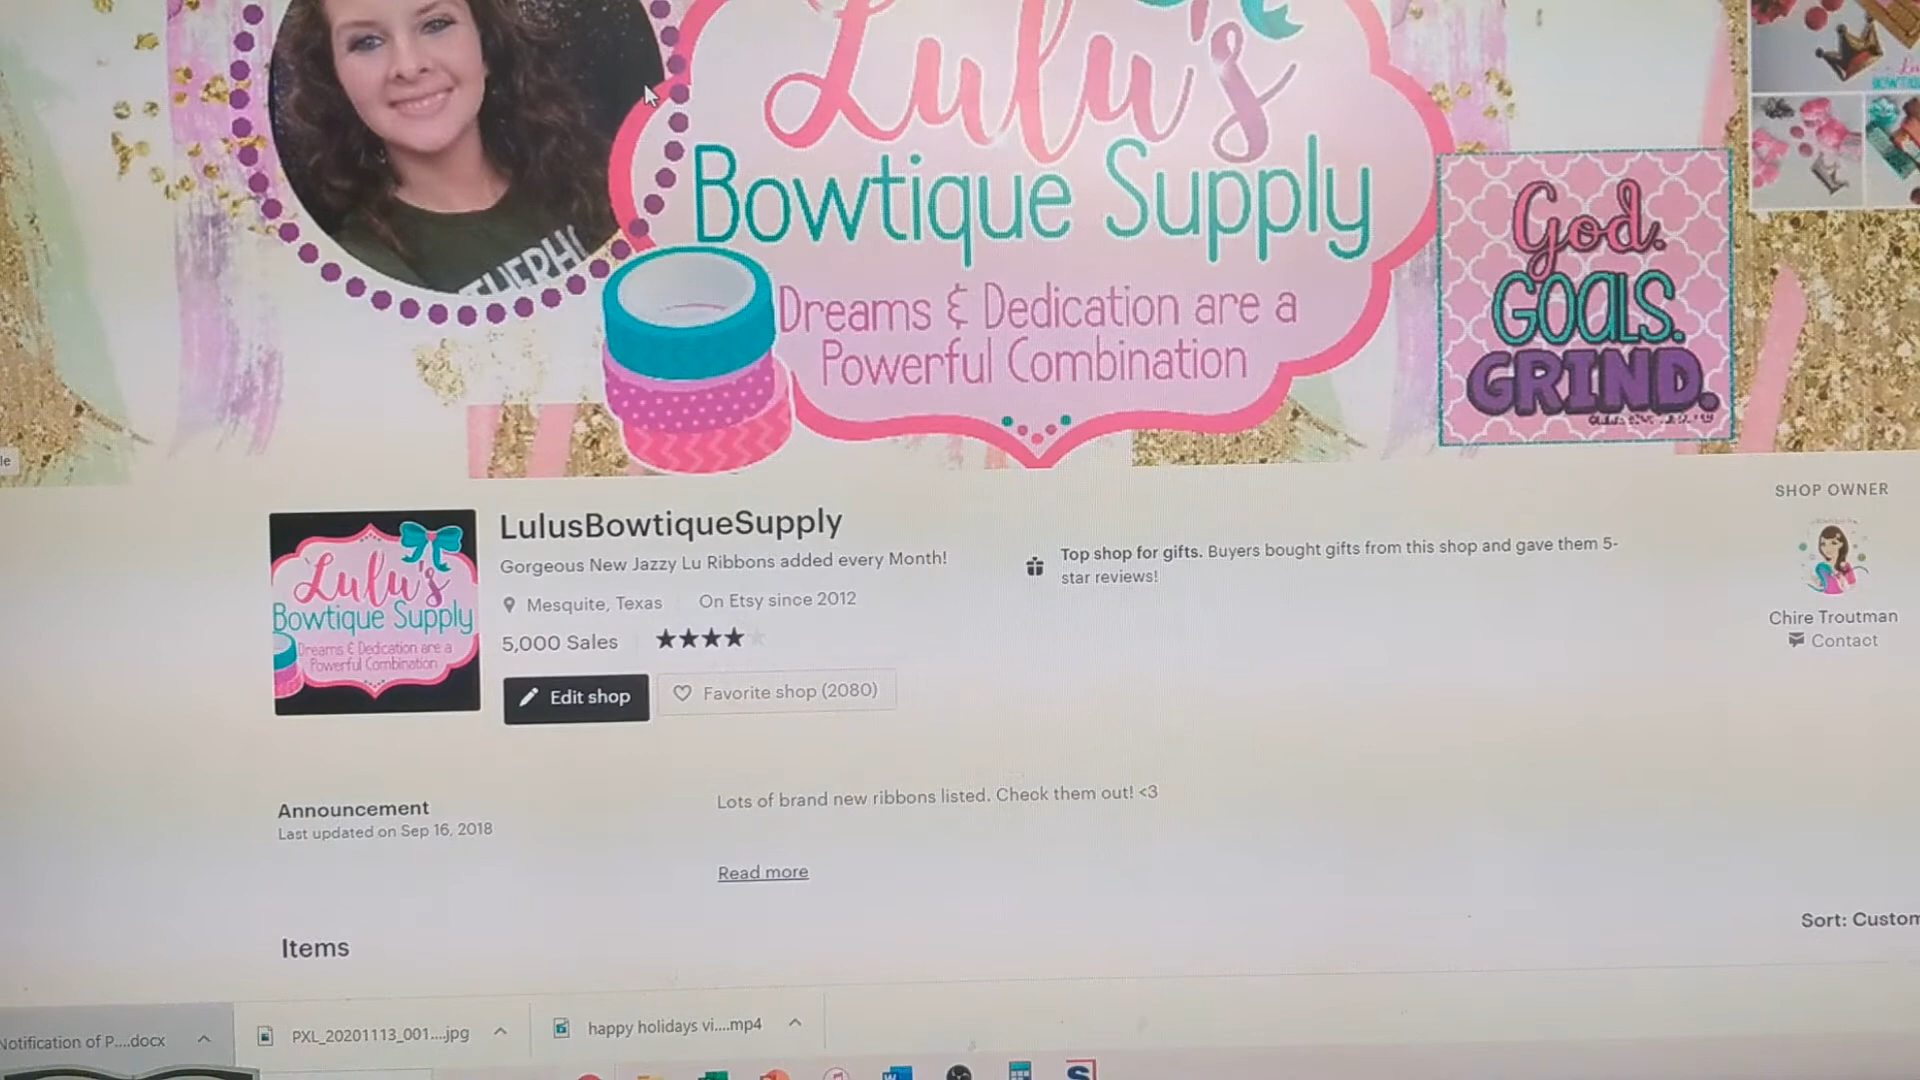 Lulu's
Bowtique Supply
Dreams & Dedication are a
Powerful Combination
God.
GOALS.
GRIND.
LulusBowtiqueSupply
Gorgeous New Jazzy Lu Ribbons added every Month!
Mesquite, Texas On Etsy since 2012
5,000 Sales
Edit shop
Favorite shop (2080)
Top shop for gifts. Buyers bought gifts from this shop and gave them 5-
star reviews!
SHOP OWNER
Chire Troutman
Contact
Lulu's
Bowtique Supply
Dreams & Dedication are a
Powerful Combination
Announcement
Last updated on Sep 16, 2018
Lots of brand new ribbons listed. Check them out! <3
Read more
Items
Sort: Custom
Notification of P....docx
PXL_20201113_001....jpg
happy holidays vi....mp4